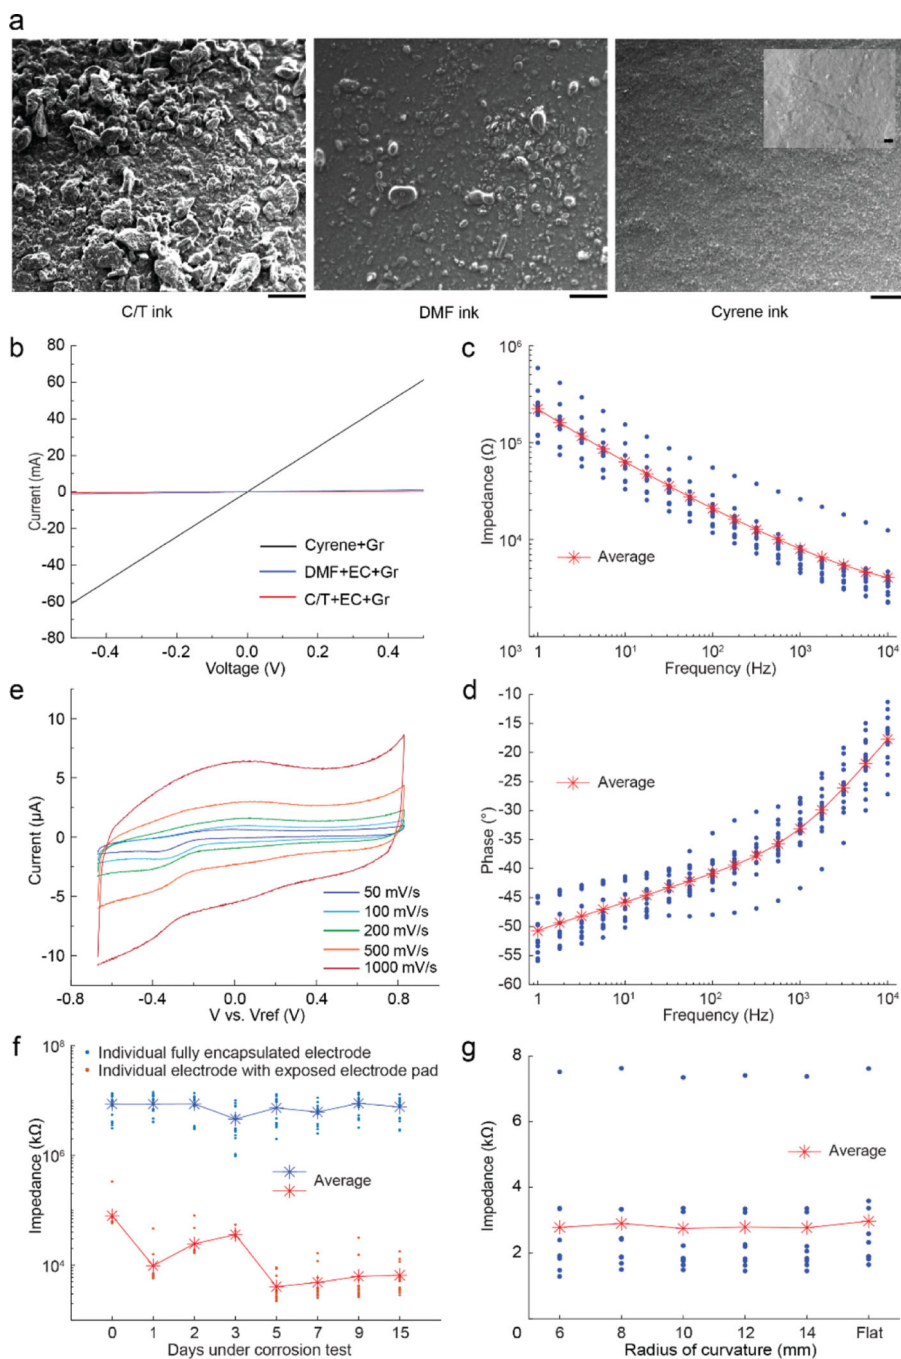 a
C/T ink DMF ink Cyrene ink
b
80
60
40
20
0
-20
-40
-60
-80
Current (mA)
Cyrene+Gr
DMF+EC+Gr
C/T+EC+Gr
-0.4 -0.2 0.0 0.2 0.4
Voltage (V)
c
10⁶
10⁵
10⁴
10³
Impedance (Ω)
Average
1 10¹ 10² 10³ 10⁴
Frequency (Hz)
e
10
5
0
-5
-10
Current (µA)
50 mV/s
100 mV/s
200 mV/s
500 mV/s
1000 mV/s
-0.8 -0.4 0.0 0.4 0.8
V vs. Vref (V)
d
-10
-15
-20
-25
-30
-35
-40
-45
-50
-55
-60
Phase (°)
Average
1 10¹ 10² 10³ 10⁴
Frequency (Hz)
f
10⁸
10⁶
10⁴
Impedance (kΩ)
Individual fully encapsulated electrode
Individual electrode with exposed electrode pad
Average
0 1 2 3 5 7 9 15
Days under corrosion test
g
8
6
4
2
0
Impedance (kΩ)
Average
6 8 10 12 14 Flat
Radius of curvature (mm)